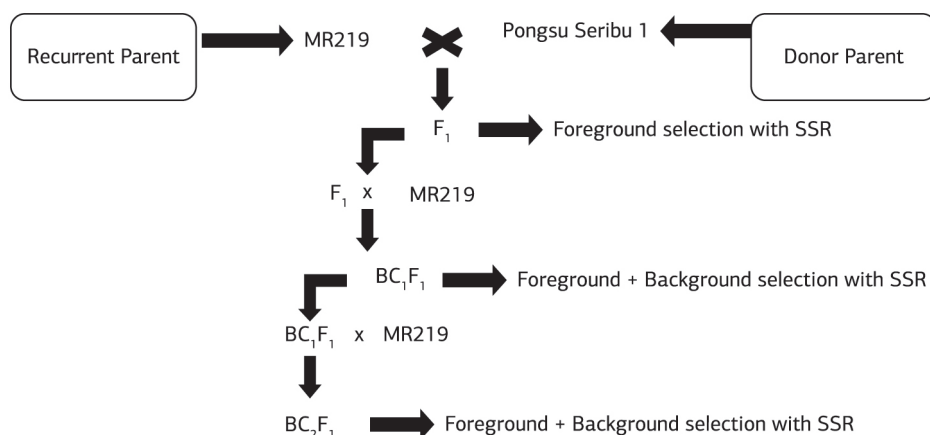 Recurrent Parent
MR219
Pongsu Seribu 1
Donor Parent
F₁
Foreground selection with SSR
F₁ x MR219
BC₁F₁
Foreground + Background selection with SSR
BC₁F₁ x MR219
BC₂F₁
Foreground + Background selection with SSR